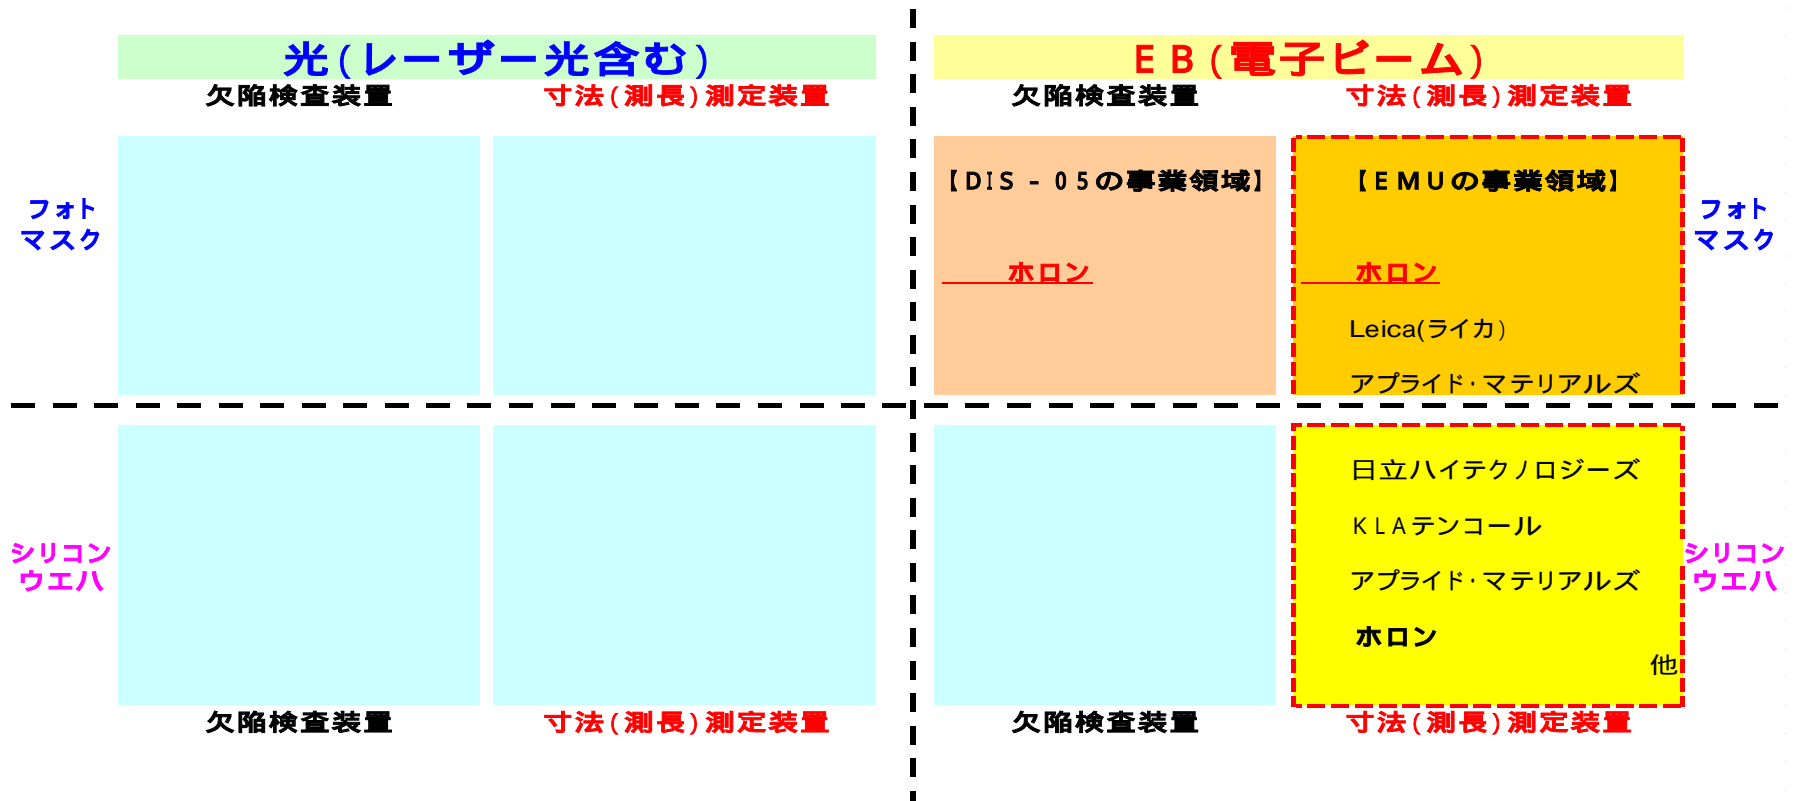 光(レーザー光含む)
EB(電子ビーム)
欠陥検査装置
寸法(測長)測定装置
欠陥検査装置
寸法(測長)測定装置
フォト
マスク
【DIS-05の事業領域】
ホロン
【EMUの事業領域】
ホロン
Leica(ライカ)
アプライド・マテリアルズ
フォト
マスク
シリコン
ウエハ
日立ハイテクノロジーズ
KLAテンコール
アプライド・マテリアルズ
ホロン
他
シリコン
ウエハ
欠陥検査装置
寸法(測長)測定装置
欠陥検査装置
寸法(測長)測定装置